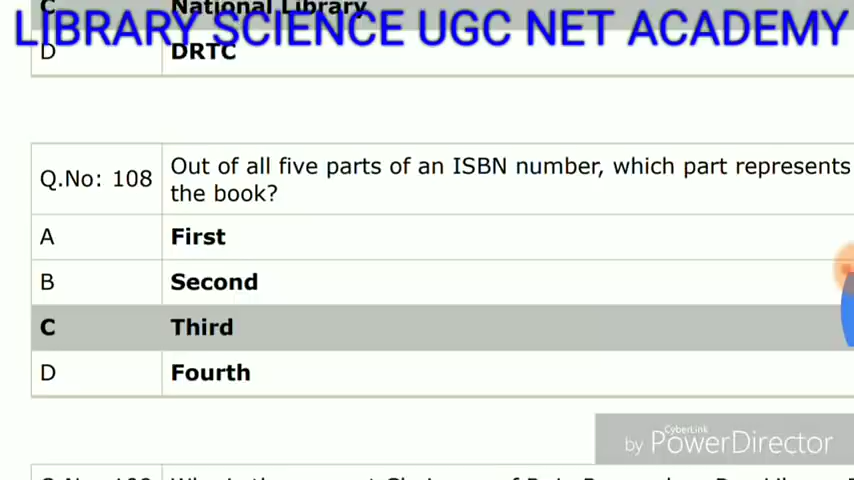 C National Library
LIBRARY SCIENCE UGC NET ACADEMY
D DRTC
Q.No: 108 Out of all five parts of an ISBN number, which part represents
the book?
A First
B Second
C Third
D Fourth
CyberLink
by PowerDirector